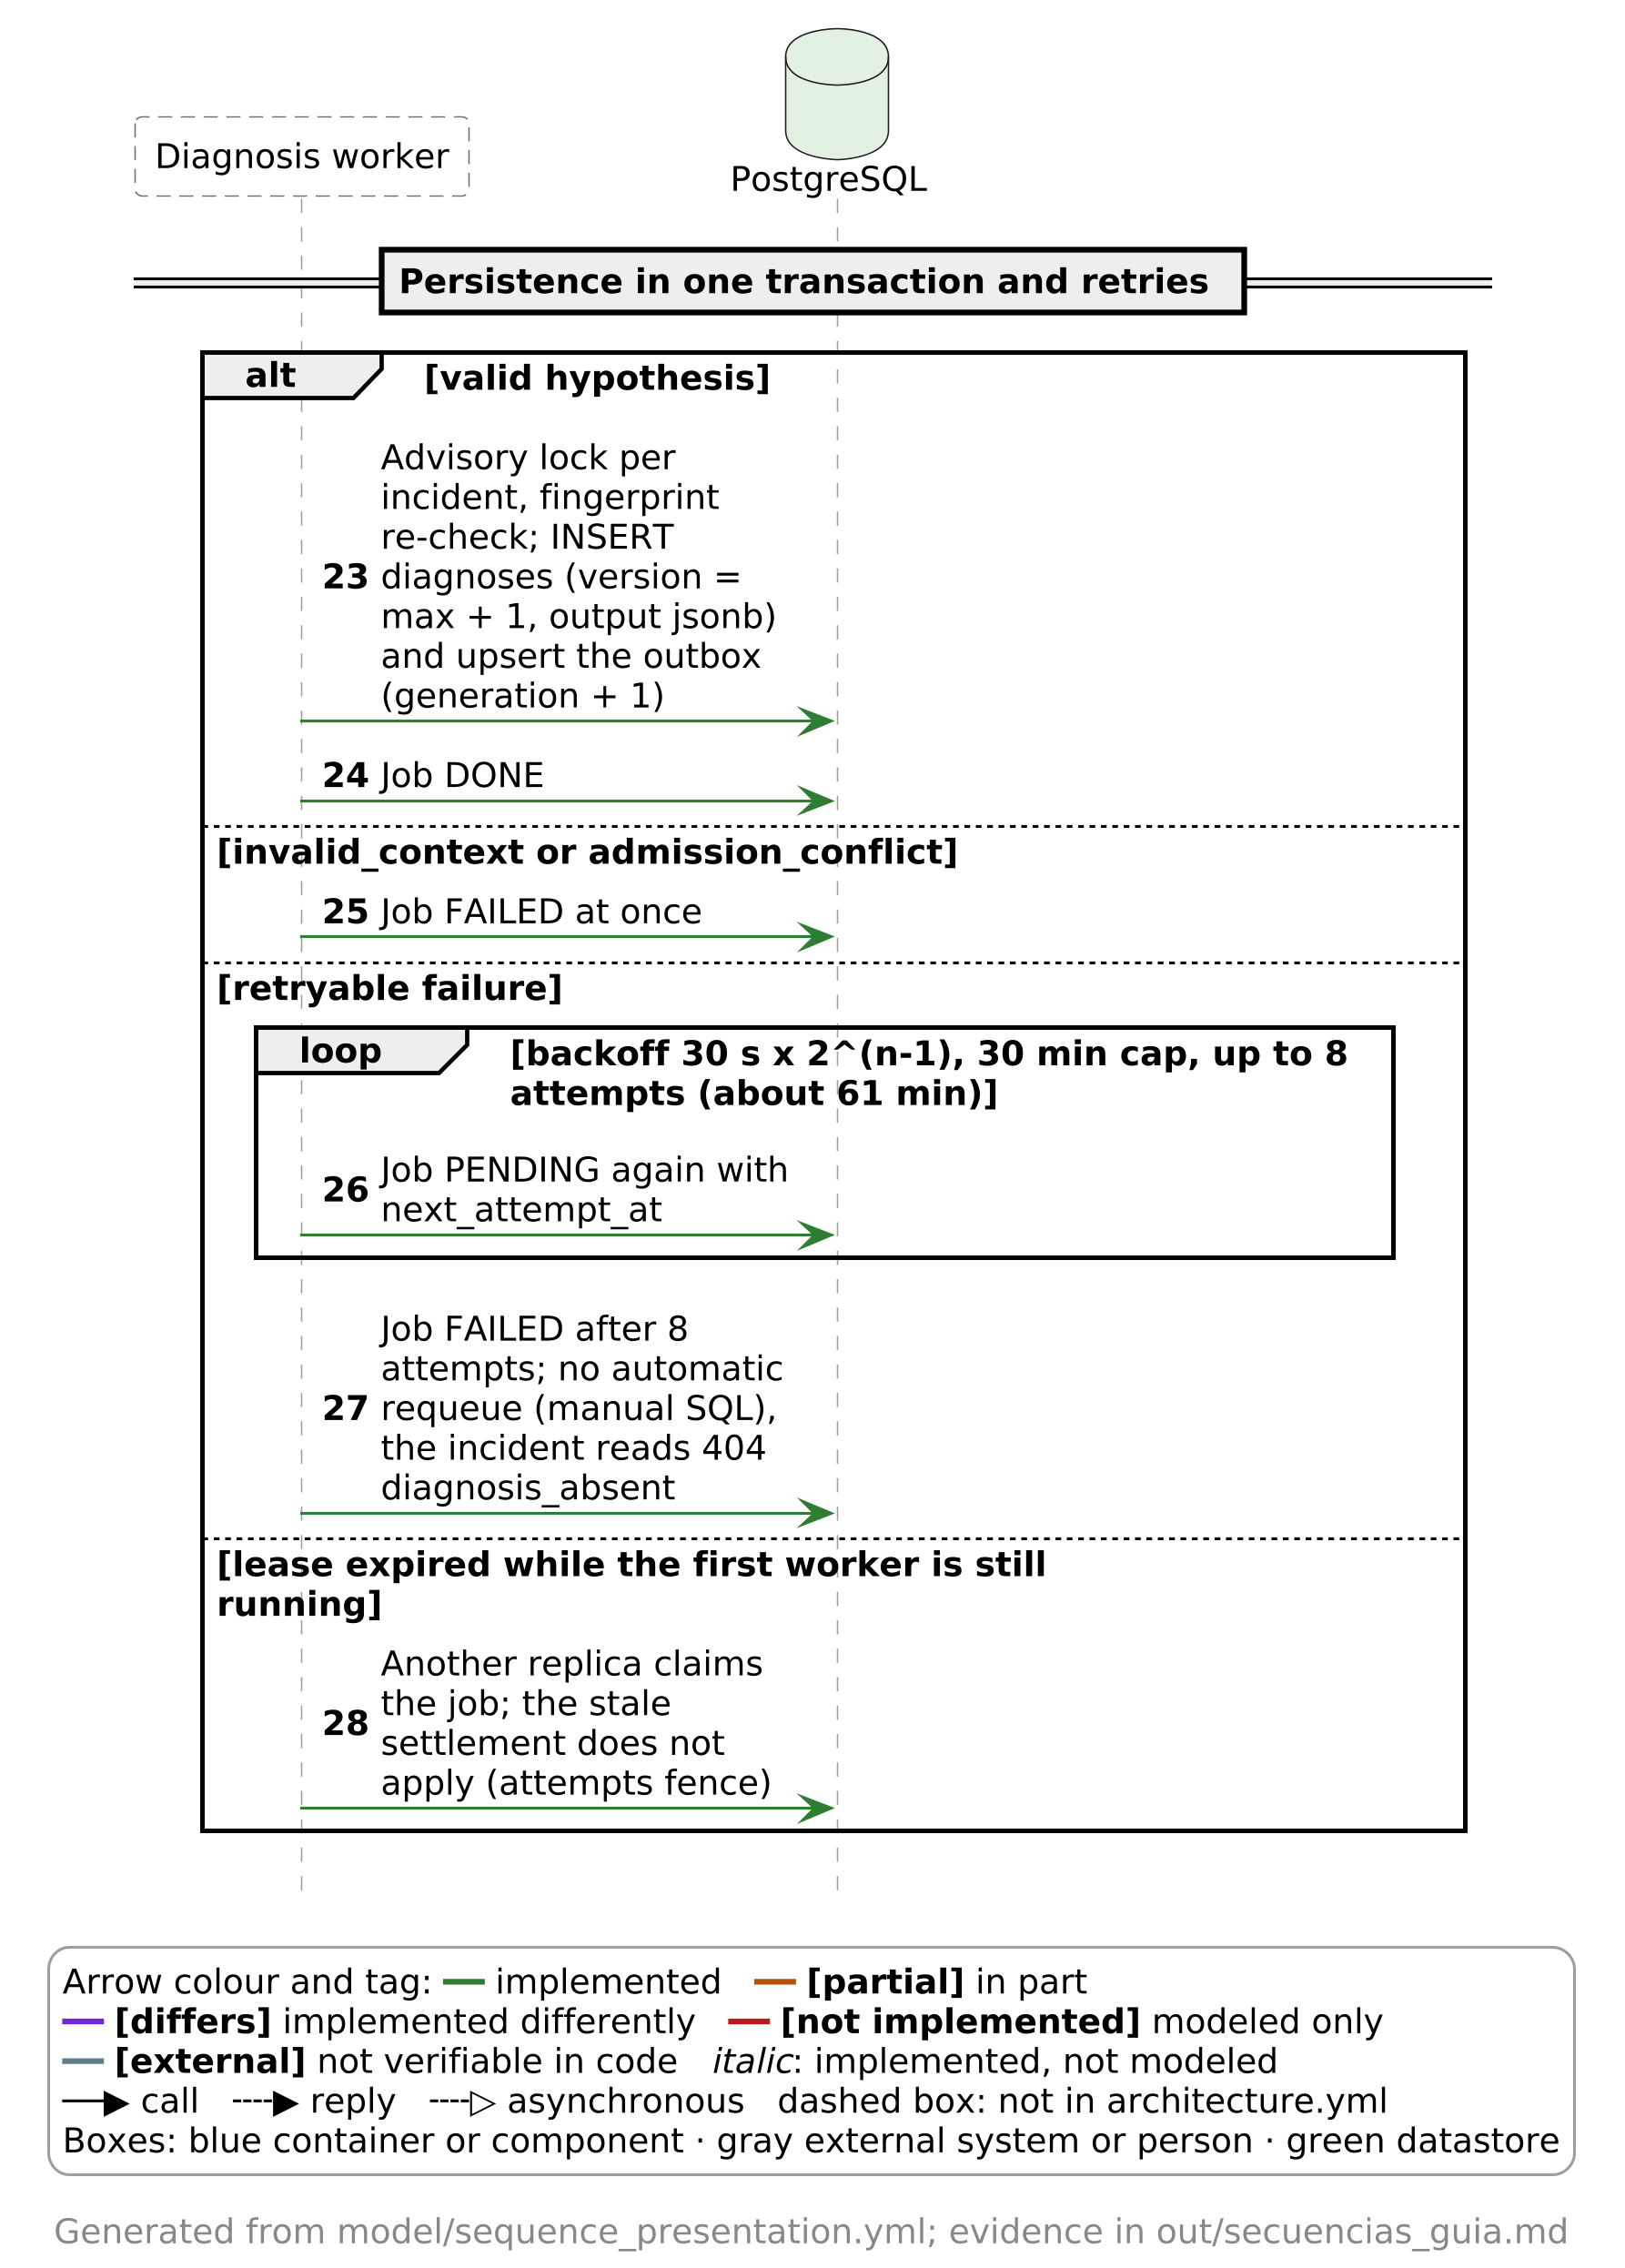 Diagnosis worker
PostgreSQL
Persistence in one transaction and retries
alt
[valid hypothesis]
Advisory lock per
incident, fingerprint
re-check; INSERT
23 diagnoses (version =
max + 1, output jsonb)
and upsert the outbox
(generation + 1)
24 Job DONE
[invalid_context or admission_conflict]
25 Job FAILED at once
[retryable failure]
loop
[backoff 30 s x 2^(n-1), 30 min cap, up to 8
attempts (about 61 min)]
26
Job PENDING again with
next_attempt_at
Job FAILED after 8
attempts; no automatic
27 requeue (manual SQL),
the incident reads 404
diagnosis_absent
[lease expired while the first worker is still
running]
28
Another replica claims
the job; the stale
settlement does not
apply (attempts fence)
Arrow colour and tag: implemented [partial] in part
[differs] implemented differently [not implemented] modeled only
[external] not verifiable in code italic: implemented, not modeled
call reply asynchronous dashed box: not in architecture.yml
Boxes: blue container or component · gray external system or person · green datastore
Generated from model/sequence_presentation.yml; evidence in out/secuencias_guia.md